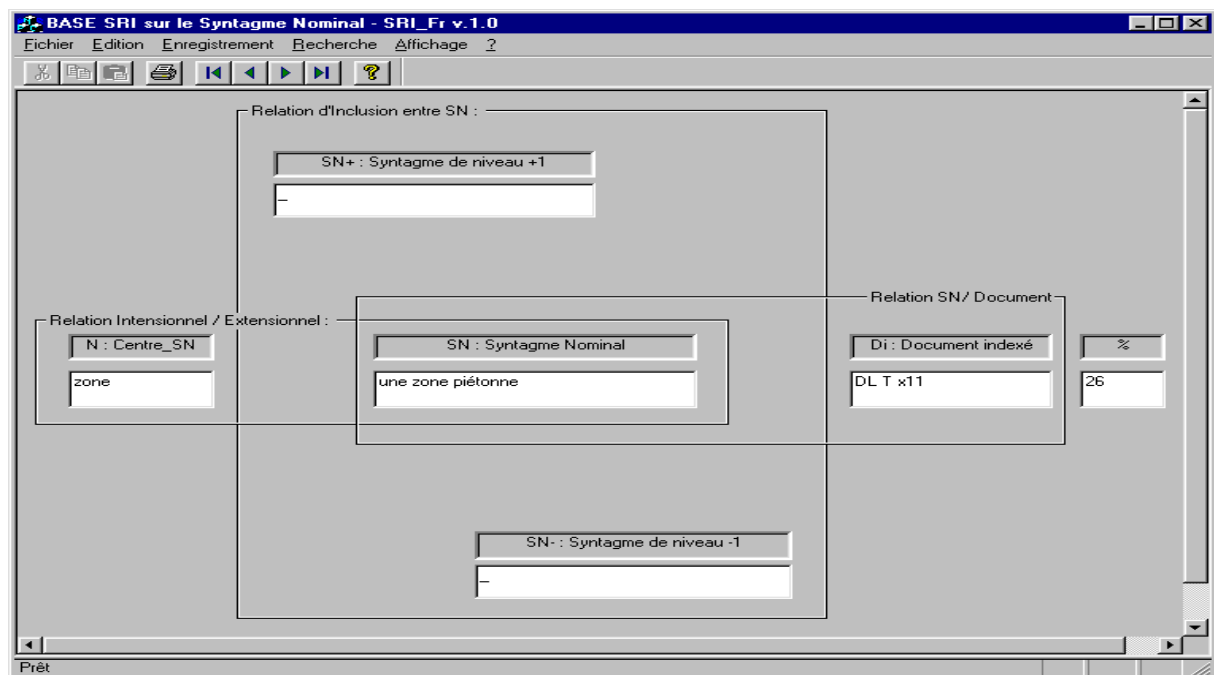 BASE SRI sur le Syntagme Nominal - SRI_Fr v.1.0
Fichier Edition Enregistrement Recherche Affichage ?
Relation d'Inclusion entre SN :
SN+ : Syntagme de niveau +1
–
Relation SN/ Document
Relation Intensionnel / Extensionnel :
N : Centre_SN SN : Syntagme Nominal Di : Document indexé %
zone une zone piétonne DL T x11 26
SN- : Syntagme de niveau -1
–
Prêt